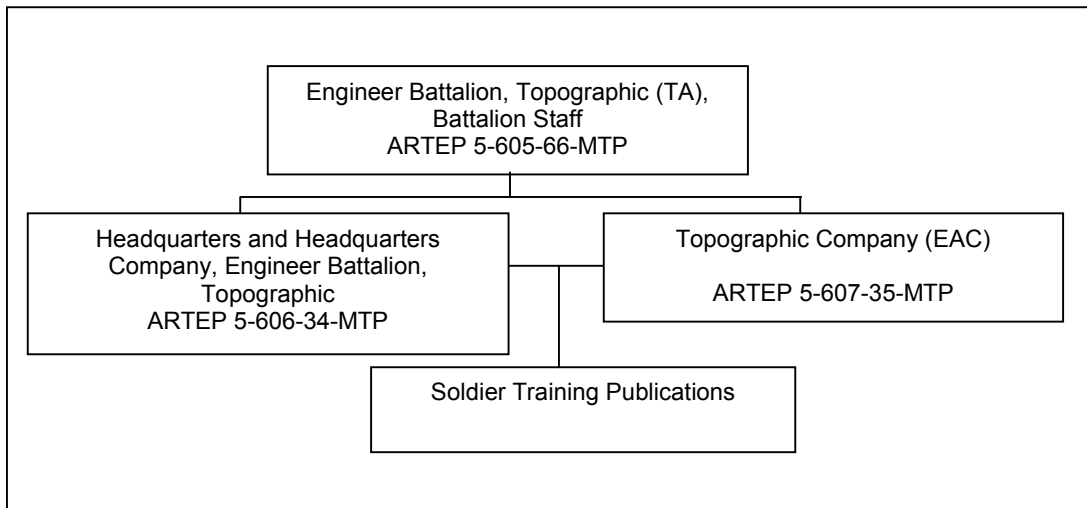 Engineer Battalion, Topographic (TA),
Battalion Staff
ARTEP 5-605-66-MTP
Headquarters and Headquarters
Company, Engineer Battalion,
Topographic
ARTEP 5-606-34-MTP
Topographic Company (EAC)
ARTEP 5-607-35-MTP
Soldier Training Publications